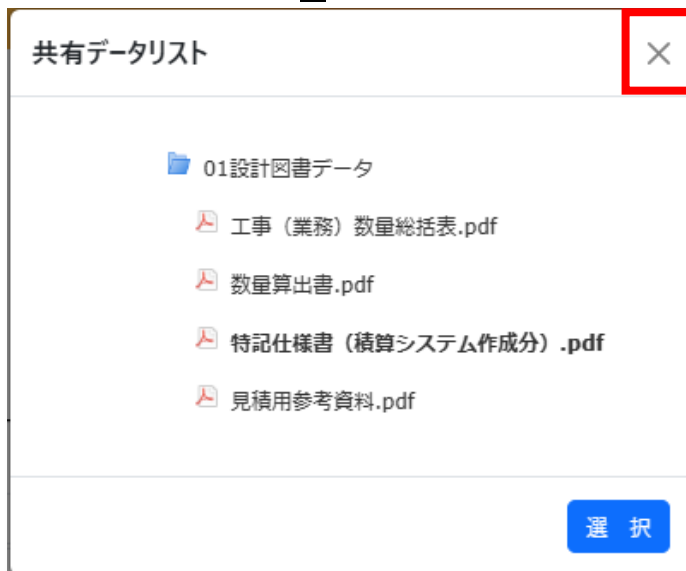 共有データリスト
01設計図書データ
工事（業務）数量総括表.pdf
数量算出書.pdf
特記仕様書（積算システム作成分）.pdf
見積用参考資料.pdf
選 択